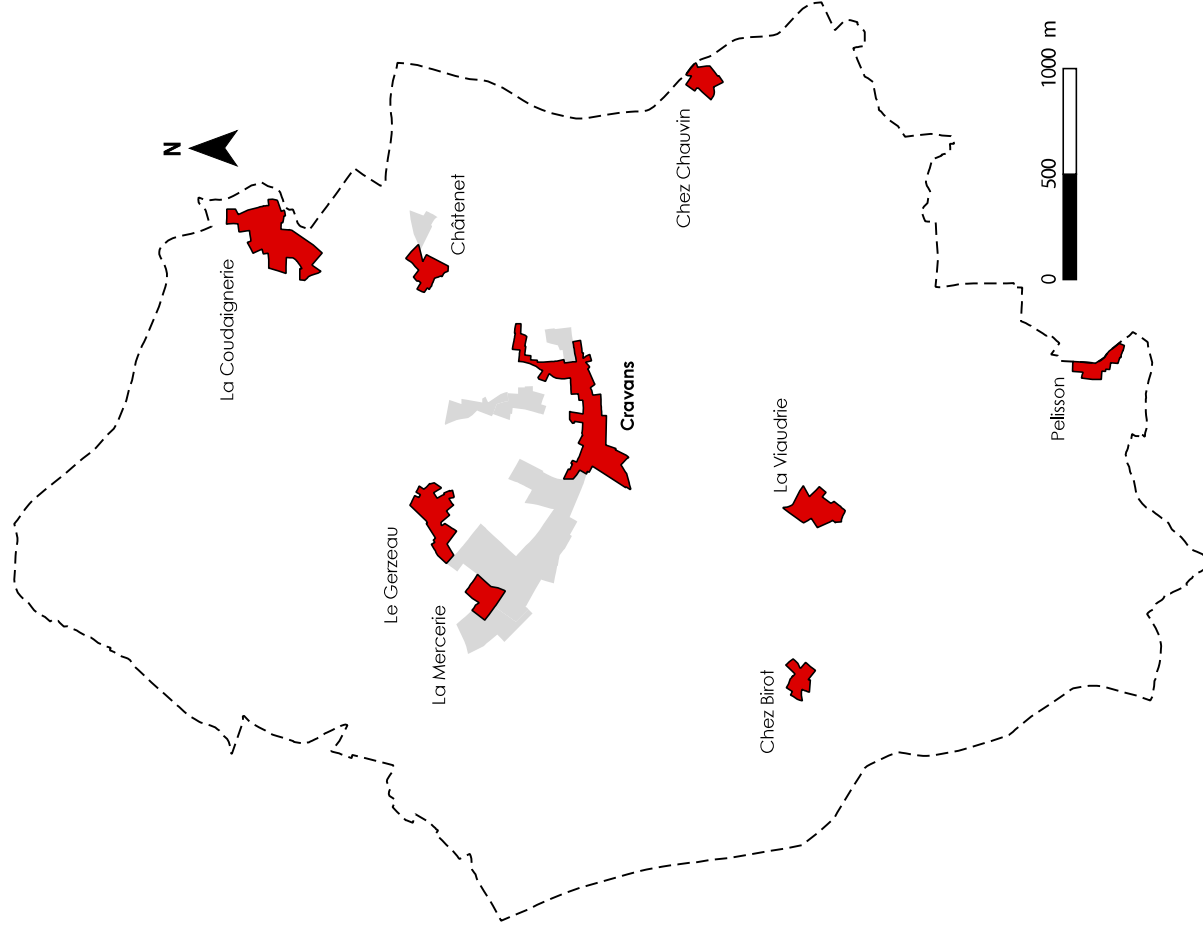 N
La Coudaignerie
Châtenet
Chez Chauvin
Le Gerzeau
La Mercerie
Cravans
La Viaudrie
Chez Birot
Pelisson
0 500 1000 m